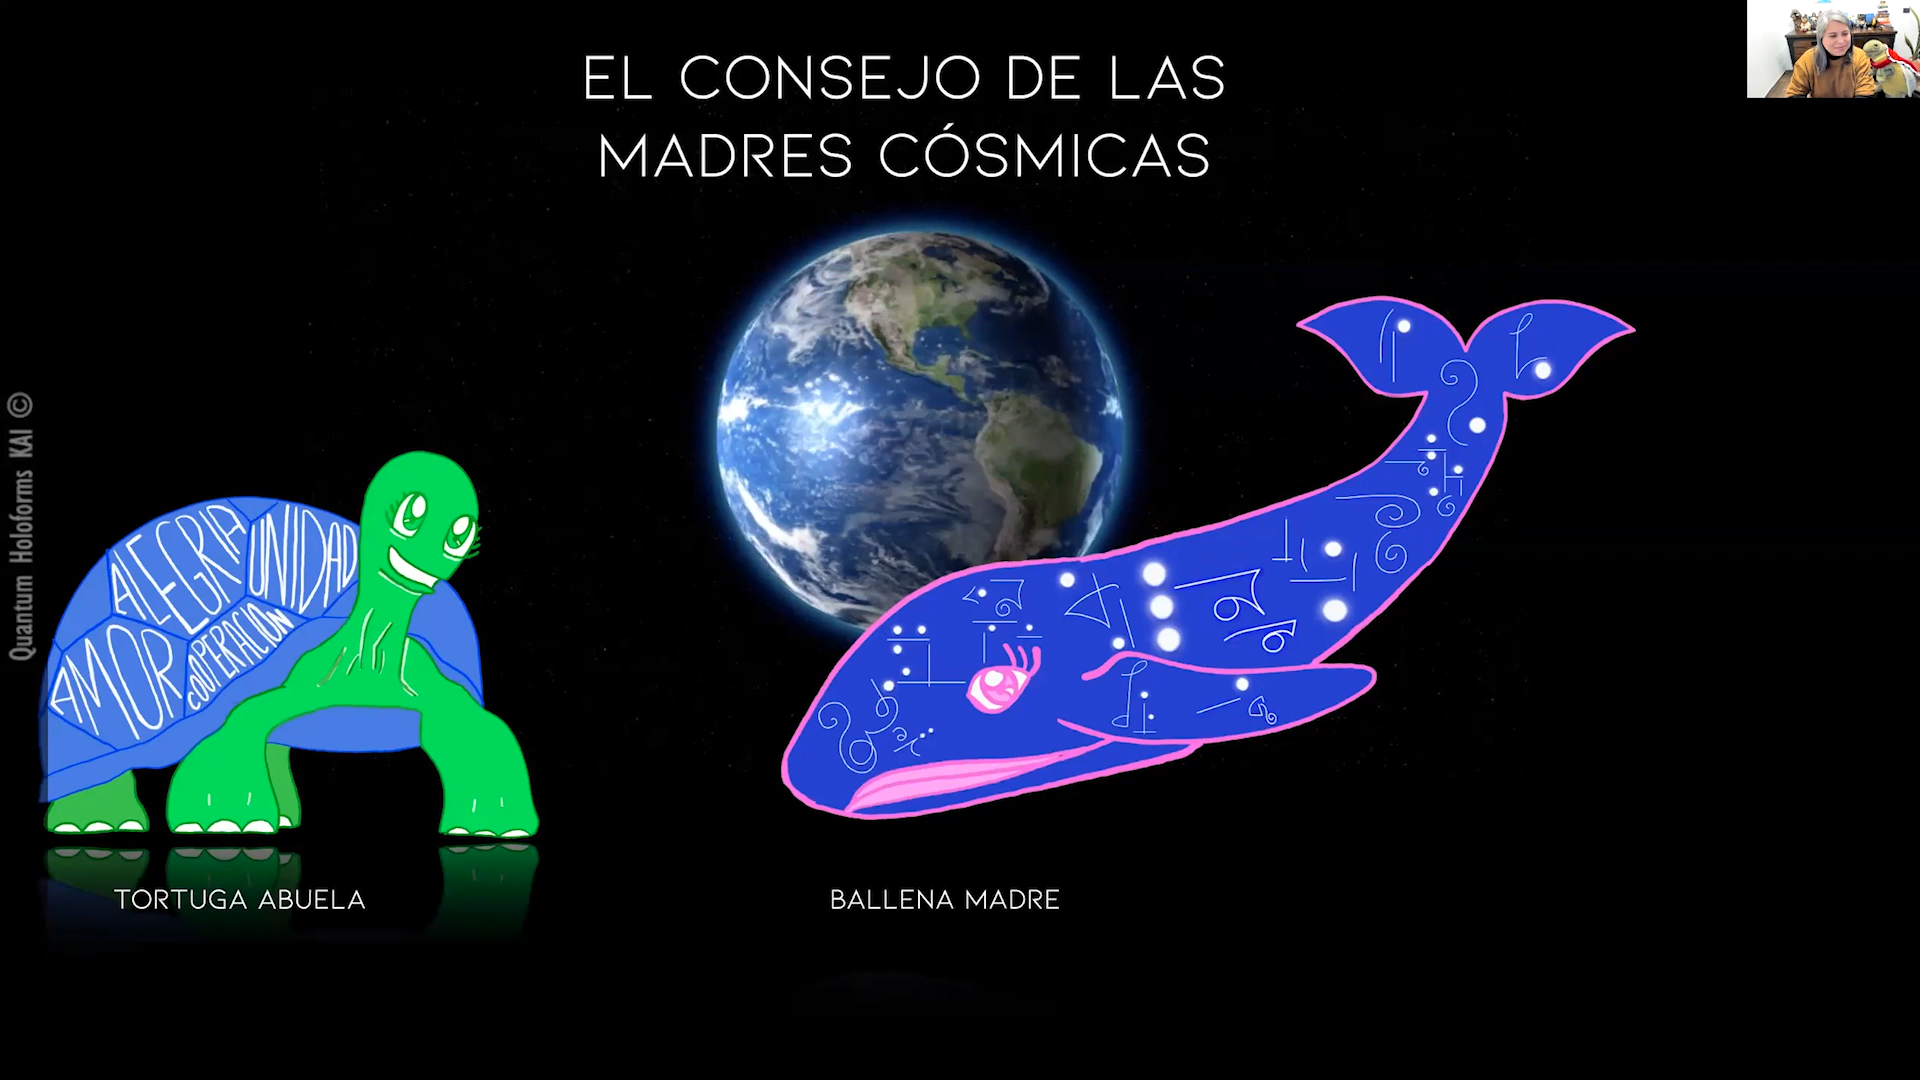 EL CONSEJO DE LAS
MADRES CÓSMICAS
Quantum Holoforms KAI ©
ALEGRIA
UNIDAD
AMOR
COOPERACION
TORTUGA ABUELA
BALLENA MADRE